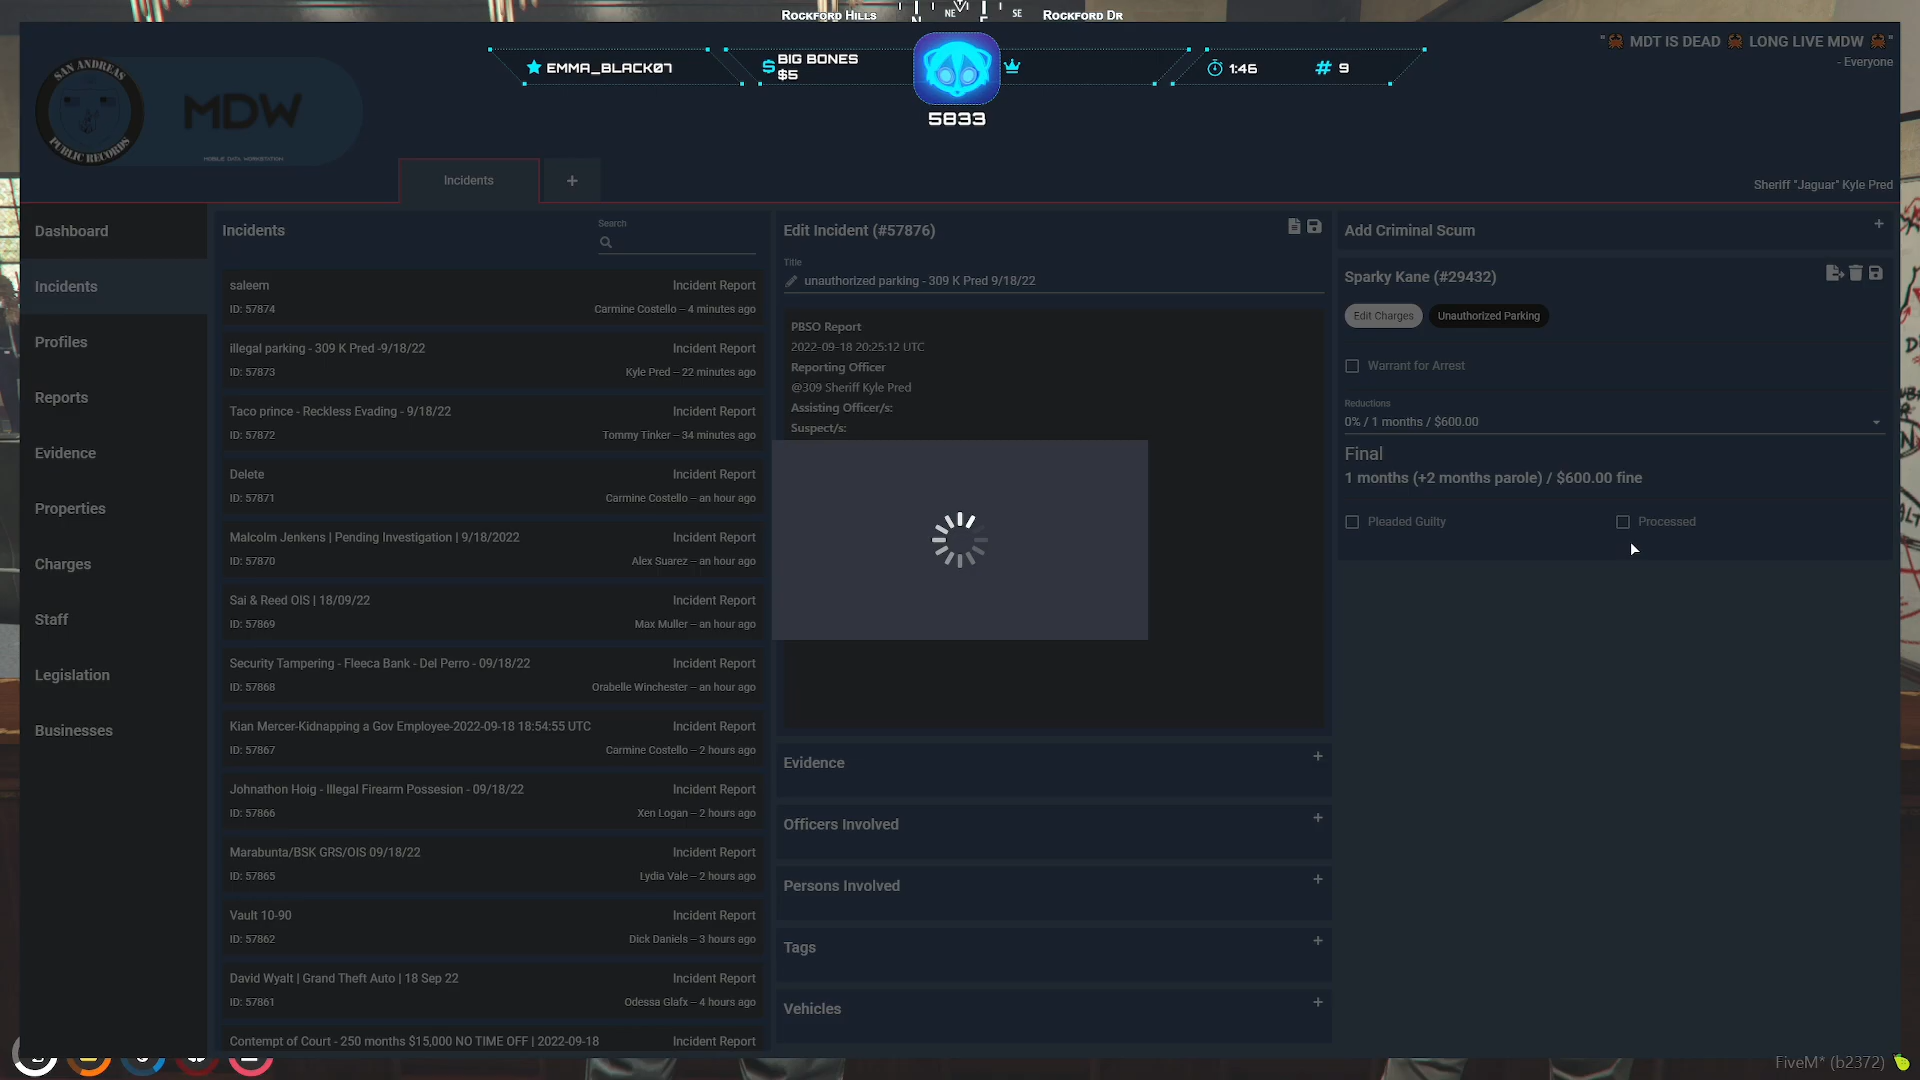 Rockford Hills
N
NE
E
SE
Rockford Dr
EMMA_BLACK07
$ BIG BONES
$5
5833
1:46
# 9
" 🦀 MDT IS DEAD 🦀 LONG LIVE MDW 🦀 "
- Everyone
SAN ANDREAS
PUBLIC RECORDS
MDW
MOBILE DATA WORKSTATION
Incidents
+
Sheriff "Jaguar" Kyle Pred
Dashboard
Incidents
Profiles
Reports
Evidence
Properties
Charges
Staff
Legislation
Businesses
Incidents
Search
saleem Incident Report
ID: 57874 Carmine Costello – 4 minutes ago
illegal parking - 309 K Pred -9/18/22 Incident Report
ID: 57873 Kyle Pred – 22 minutes ago
Taco prince - Reckless Evading - 9/18/22 Incident Report
ID: 57872 Tommy Tinker – 34 minutes ago
Delete Incident Report
ID: 57871 Carmine Costello – an hour ago
Malcolm Jenkens | Pending Investigation | 9/18/2022 Incident Report
ID: 57870 Alex Suarez – an hour ago
Sai & Reed OIS | 18/09/22 Incident Report
ID: 57869 Max Muller – an hour ago
Security Tampering - Fleeca Bank - Del Perro - 09/18/22 Incident Report
ID: 57868 Orabelle Winchester – an hour ago
Kian Mercer-Kidnapping a Gov Employee-2022-09-18 18:54:55 UTC Incident Report
ID: 57867 Carmine Costello – 2 hours ago
Johnathon Hoig - Illegal Firearm Possesion - 09/18/22 Incident Report
ID: 57866 Xen Logan – 2 hours ago
Marabunta/BSK GRS/OIS 09/18/22 Incident Report
ID: 57865 Lydia Vale – 2 hours ago
Vault 10-90 Incident Report
ID: 57862 Dick Daniels – 3 hours ago
David Wyalt | Grand Theft Auto | 18 Sep 22 Incident Report
ID: 57861 Odessa Glafx – 4 hours ago
Contempt of Court - 250 months $15,000 NO TIME OFF | 2022-09-18 Incident Report
Edit Incident (#57876)
Title
unauthorized parking - 309 K Pred 9/18/22
PBSO Report
2022-09-18 20:25:12 UTC
Reporting Officer
@309 Sheriff Kyle Pred
Assisting Officer/s:
Suspect/s:
Evidence +
Officers Involved +
Persons Involved +
Tags +
Vehicles +
Add Criminal Scum +
Sparky Kane (#29432)
Edit Charges Unauthorized Parking
Warrant for Arrest
Reductions
0% / 1 months / $600.00
Final
1 months (+2 months parole) / $600.00 fine
Pleaded Guilty Processed
FiveM* (b2372)